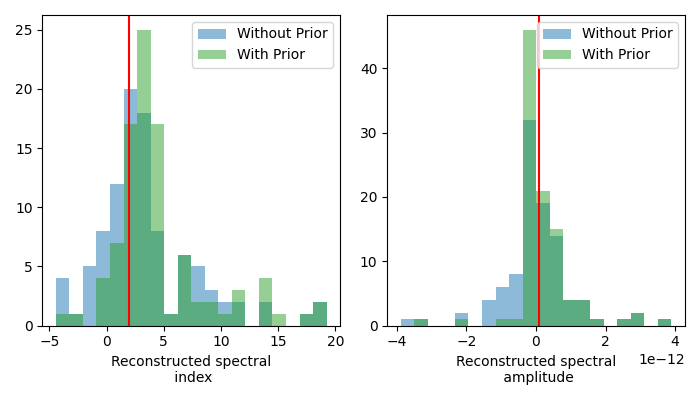 25
20
15
10
5
0
Without Prior
With Prior
−5
0
5
10
15
20
Reconstructed spectral
index
40
30
20
10
0
Without Prior
With Prior
−4
−2
0
2
4
1e−12
Reconstructed spectral
amplitude